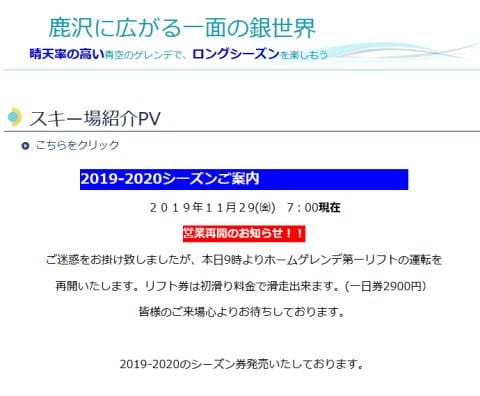 鹿沢に広がる一面の銀世界
晴天率の高い青空のゲレンデで、ロングシーズンを楽しもう
スキー場紹介PV
こちらをクリック
2019-2020シーズンご案内
２０１９年１１月２９(金)　7：00現在
営業再開のお知らせ！！
ご迷惑をお掛け致しましたが、本日9時よりホームゲレンデ第一リフトの運転を
再開いたします。リフト券は初滑り料金で滑走出来ます。(一日券2900円）
皆様のご来場心よりお待ちしております。
2019-2020のシーズン券発売いたしております。